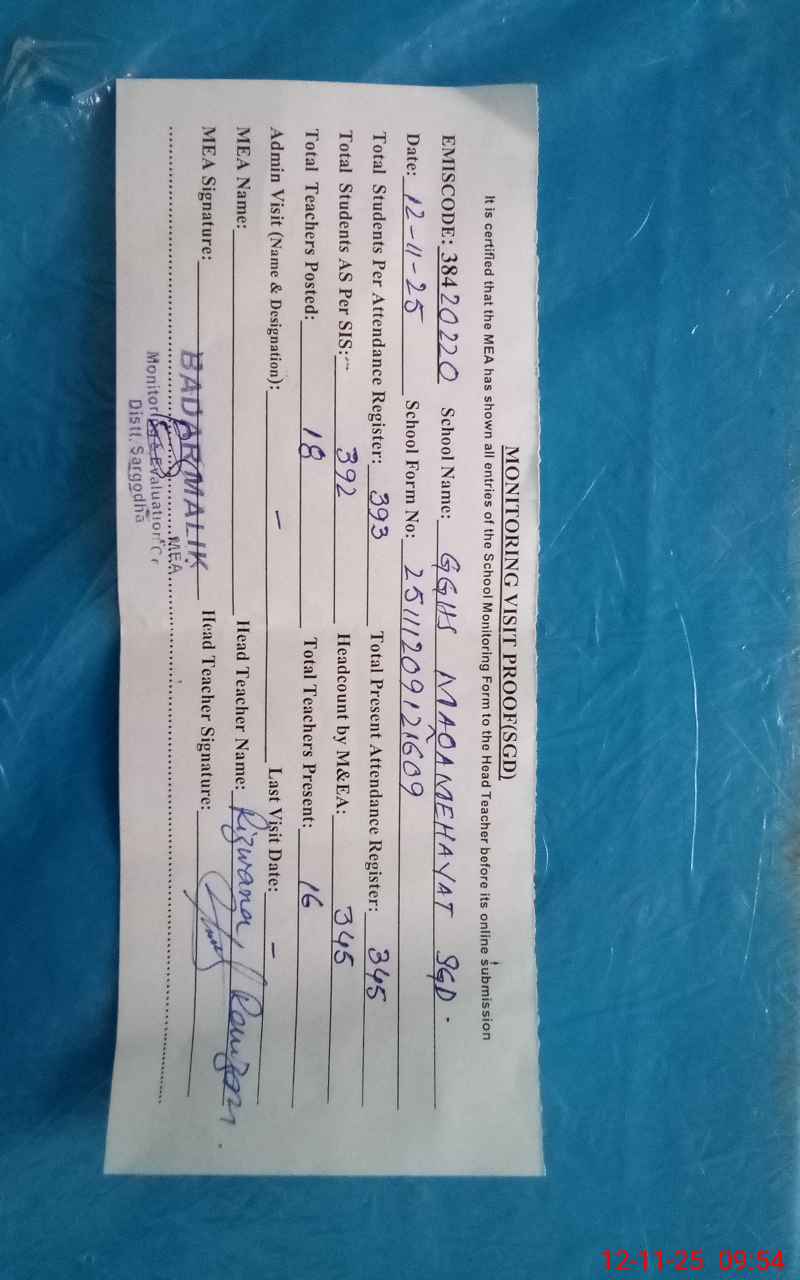 MONITORING VISIT PROOF(SGD)
It is certified that the MEA has shown all entries of the School Monitoring Form to the Head Teacher before its online submission
EMISCODE: 38420220 School Name: GGHS MAQAMEHAYAT SGD.
Date: 12-11-25 School Form No: 25111209121609
Total Students Per Attendance Register: 393 Total Present Attendance Register: 345
Total Students AS Per SIS: 392 Headcount by M&EA: 345
Total Teachers Posted: 18 Total Teachers Present: 16
Admin Visit (Name & Designation): - Last Visit Date: -
MEA Name: Head Teacher Name: Rizwana
MEA Signature: BADAR MALIK Head Teacher Signature:
MEA
Distt. Sargodha
12-11-25 09:54